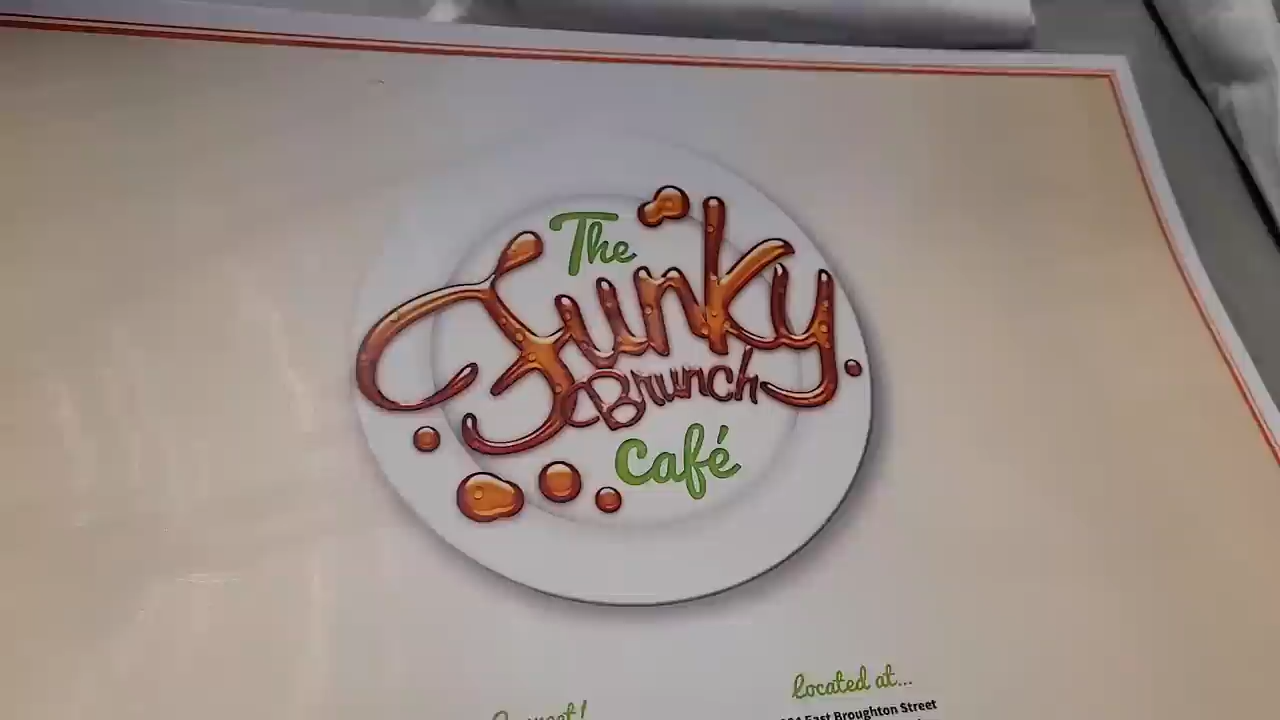 The
Funky
Brunch
Café
located at...
East Broughton Street